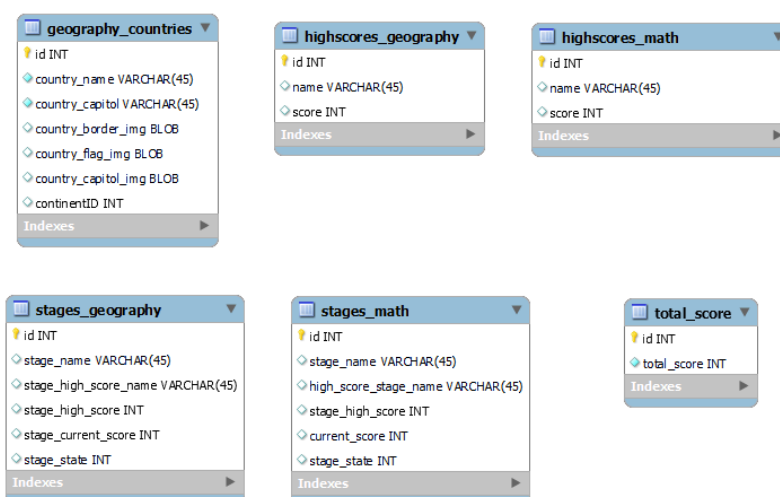 geography_countries
id INT
country_name VARCHAR(45)
country_capitol VARCHAR(45)
country_border_img BLOB
country_flag_img BLOB
country_capitol_img BLOB
continentID INT
Indexes
highscores_geography
id INT
name VARCHAR(45)
score INT
Indexes
highscores_math
id INT
name VARCHAR(45)
score INT
Indexes
stages_geography
id INT
stage_name VARCHAR(45)
stage_high_score_name VARCHAR(45)
stage_high_score INT
stage_current_score INT
stage_state INT
Indexes
stages_math
id INT
stage_name VARCHAR(45)
high_score_stage_name VARCHAR(45)
stage_high_score INT
current_score INT
stage_state INT
Indexes
total_score
id INT
total_score INT
Indexes